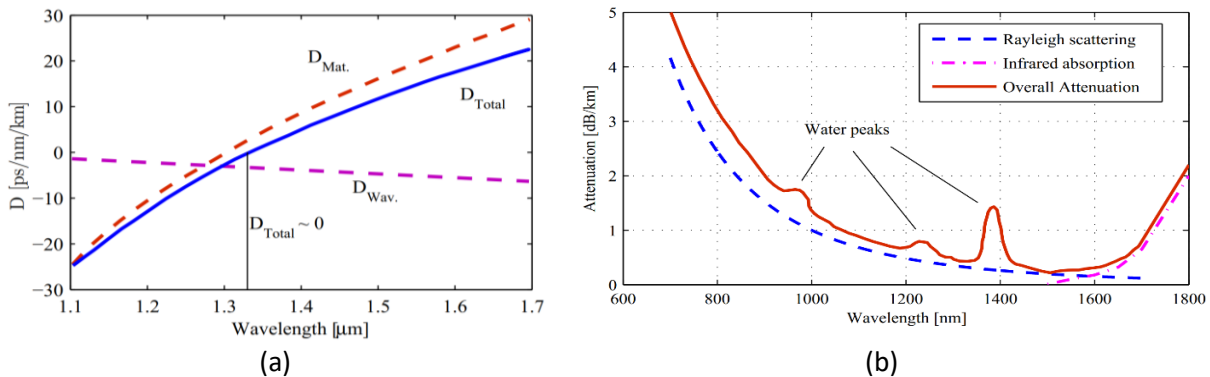 30
20
10
0
−10
−20
−30
D [ps/nm/km]
D_Mat.
D_Total
D_Wav.
D_Total ~ 0
1.1 1.2 1.3 1.4 1.5 1.6 1.7
Wavelength [μm]
(a)
5
4
3
2
1
0
Attenuation [dB/km]
Rayleigh scattering
Infrared absorption
Overall Attenuation
Water peaks
600 800 1000 1200 1400 1600 1800
Wavelength [nm]
(b)